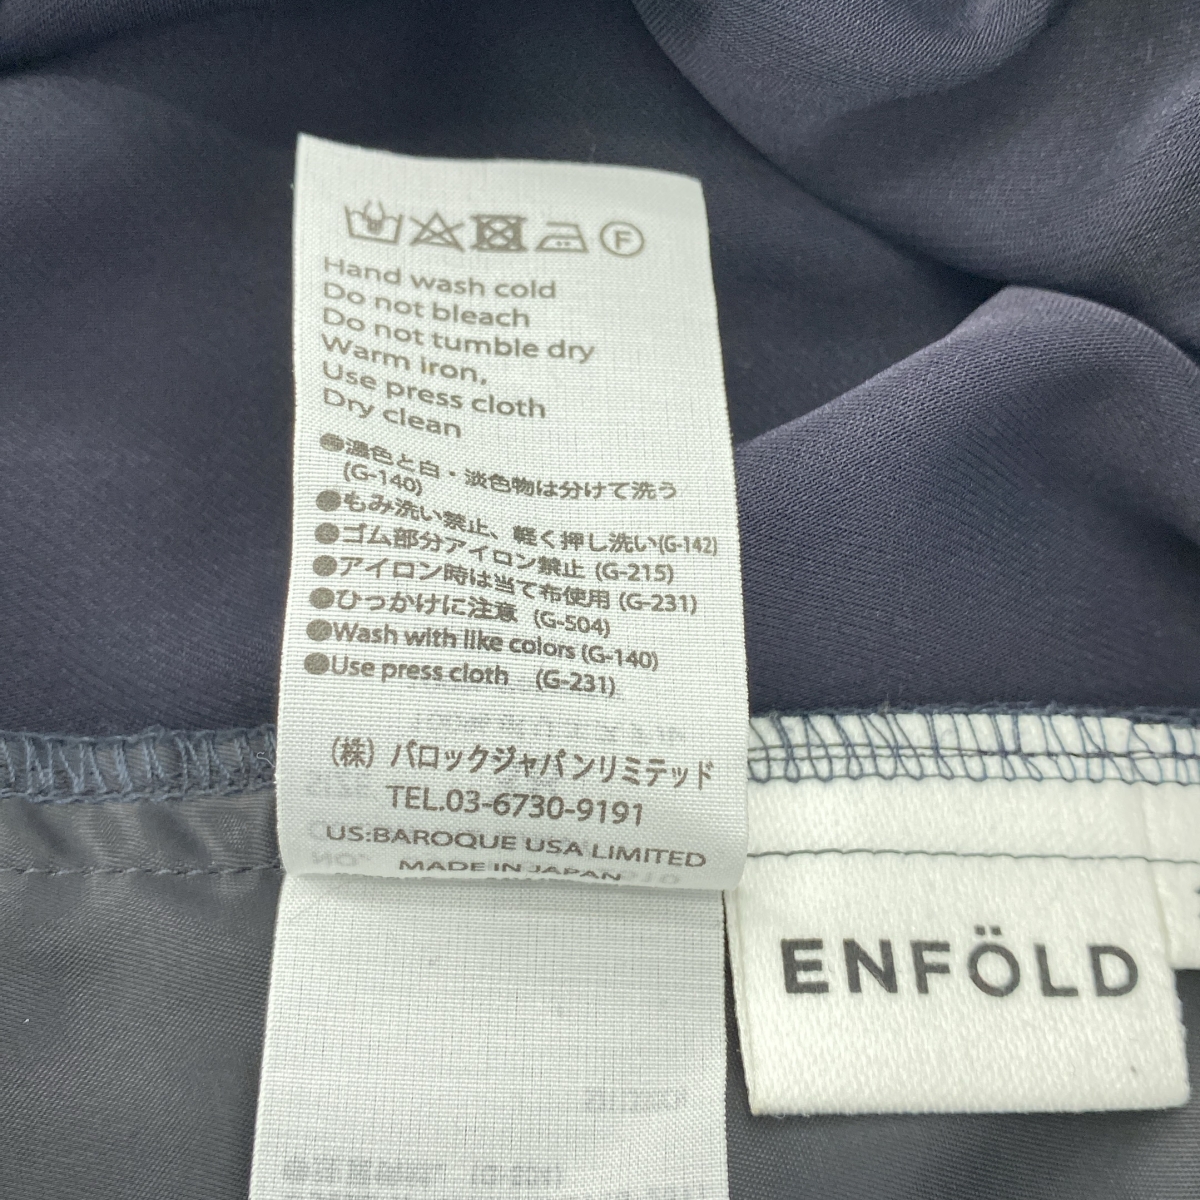 F
Hand wash cold
Do not bleach
Do not tumble dry
Warm iron,
Use press cloth
Dry clean
●濃色と白・淡色物は分けて洗う
(G-140)
●もみ洗い禁止、軽く押し洗い(G-142)
●ゴム部分アイロン禁止 (G-215)
●アイロン時は当て布使用 (G-231)
●ひっかけに注意 (G-504)
●Wash with like colors (G-140)
●Use press cloth (G-231)
(株) バロックジャパンリミテッド
TEL.03-6730-9191
US:BAROQUE USA LIMITED
MADE IN JAPAN
ENFÖLD